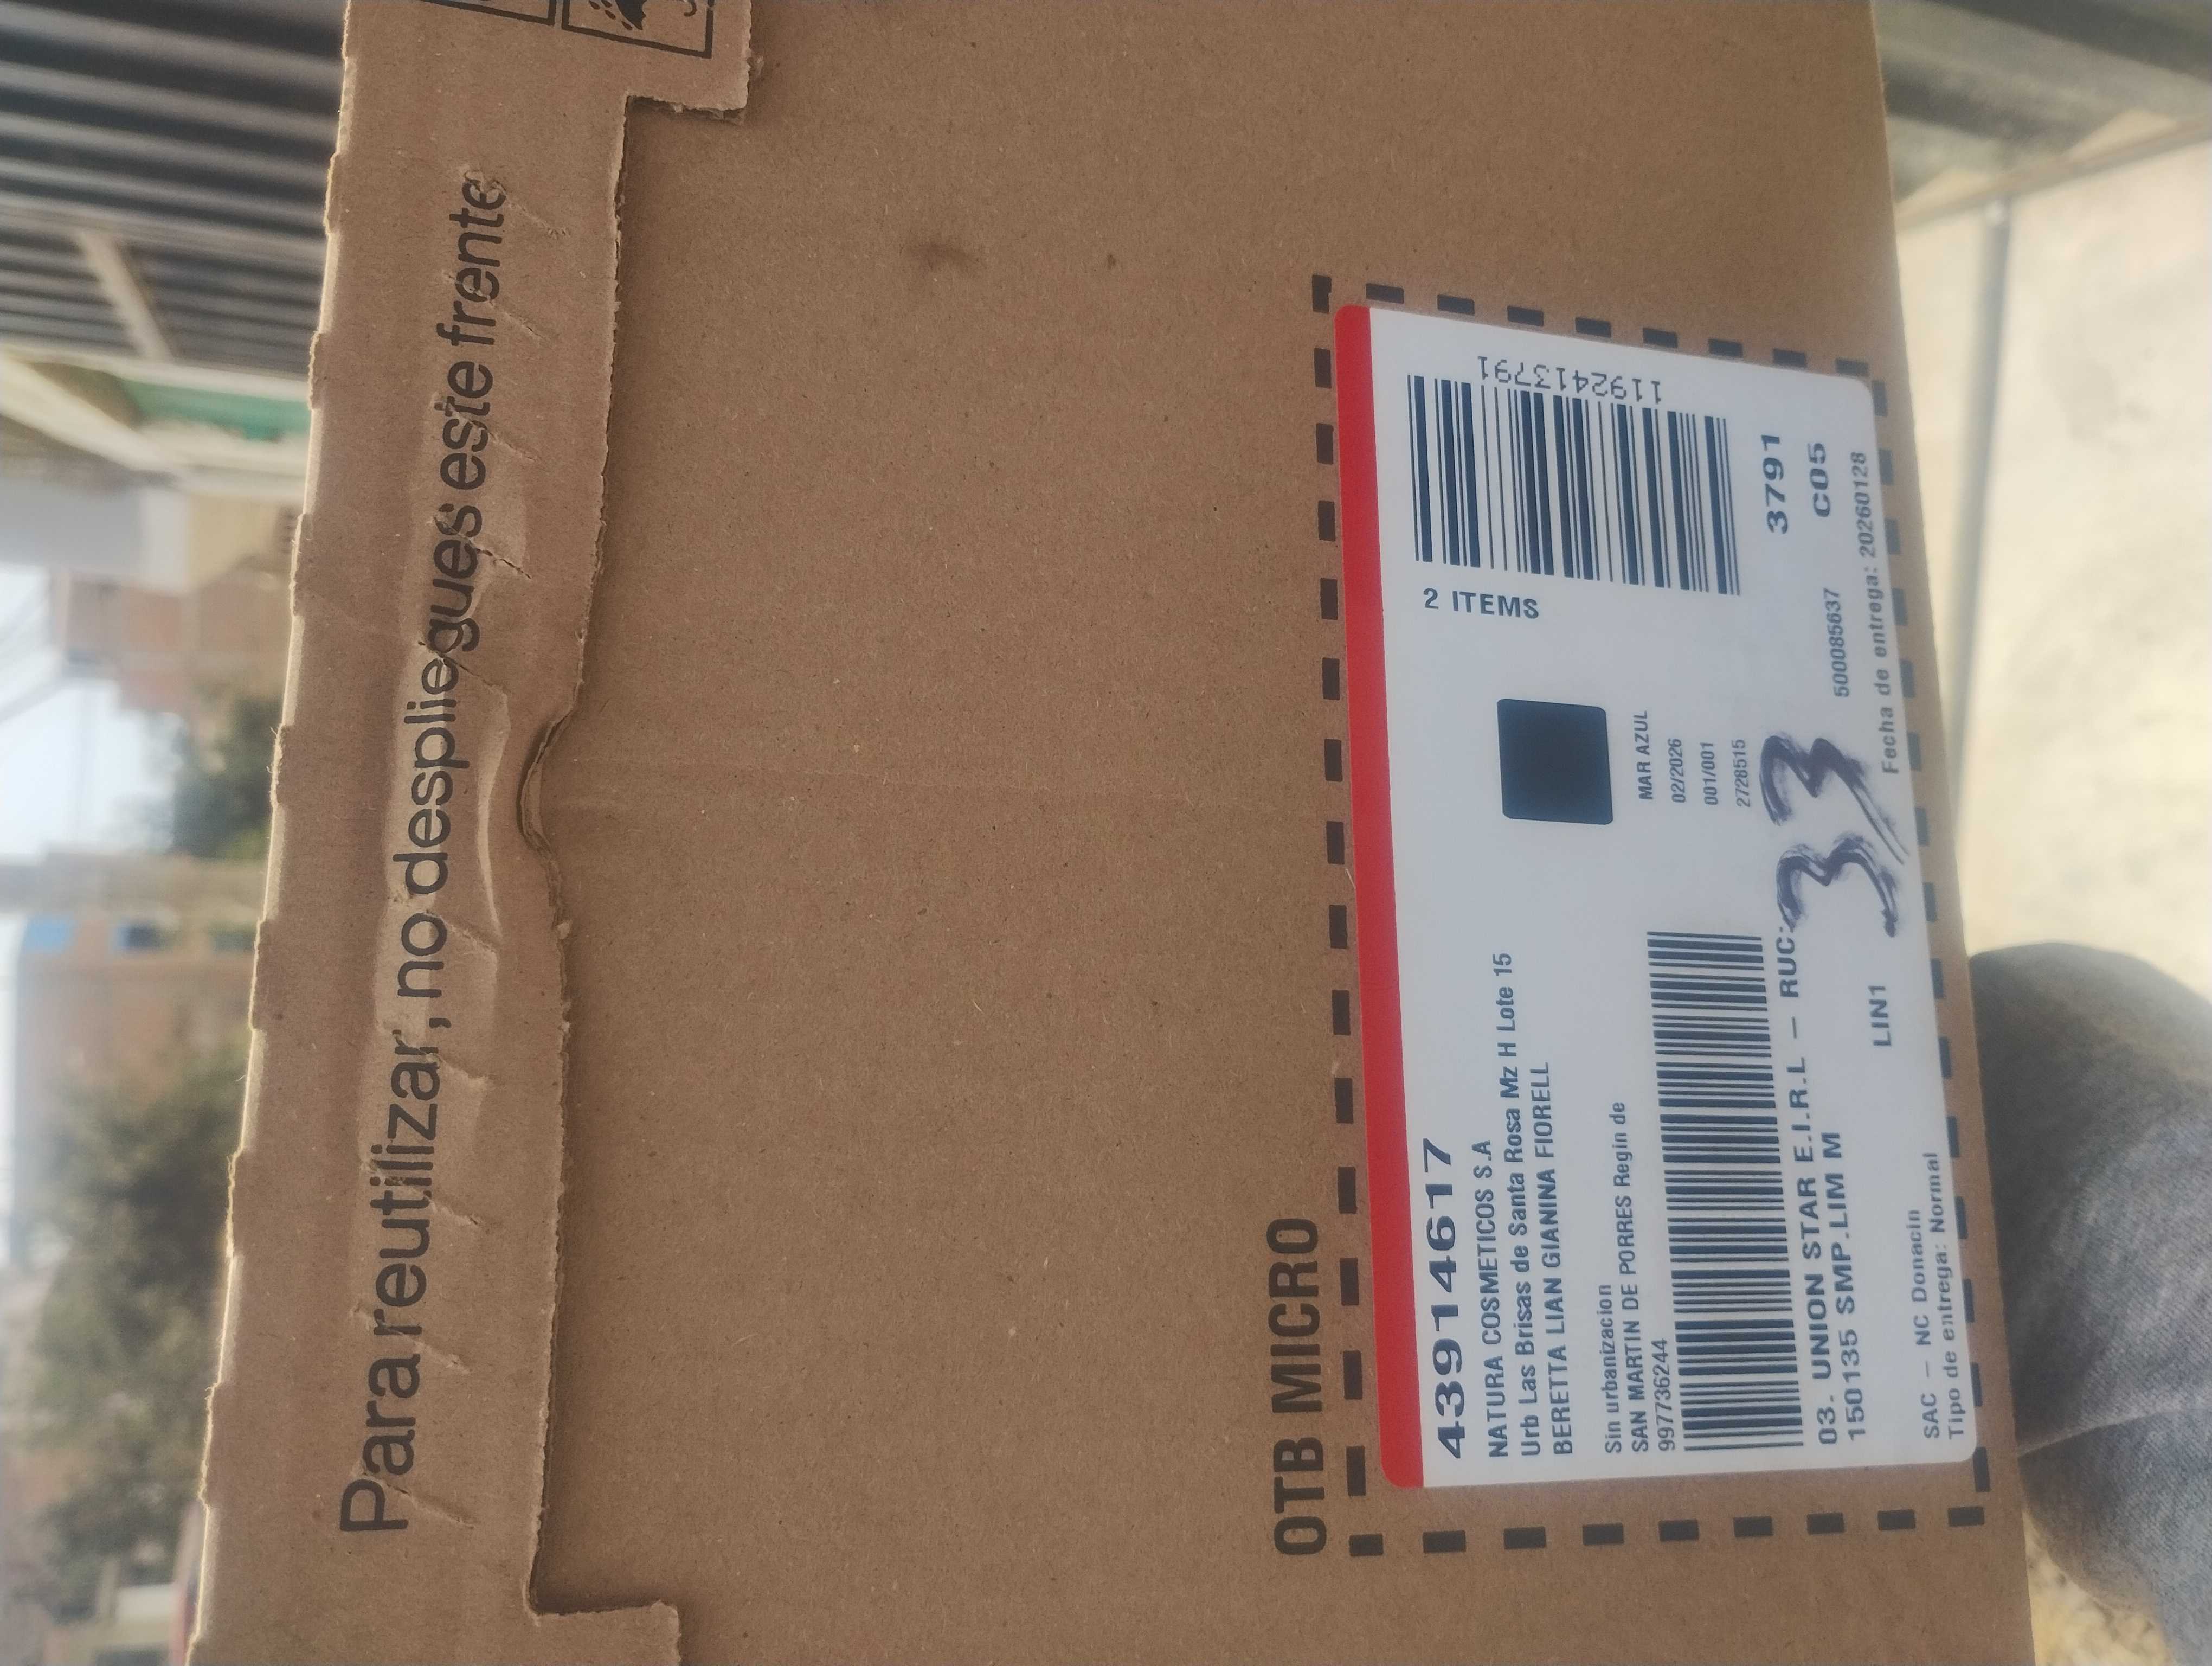 Para reutilizar, no despliegues este frente
OTB MICRO
43914617
NATURA COSMETICOS S.A
Urb Las Brisas de Santa Rosa Mz H Lote 15
BERETTA LIAN GIANINA FIORELL
Sin urbanizacion
SAN MARTIN DE PORRES Regin de
997736244
03. UNION STAR E.I.R.L - RUC:
150135 SMP.LIM M
LIN1
SAC - NC Donacin
Tipo de entrega: Normal
33
MAR AZUL
02/2026
001/001
2728515
2 ITEMS
1192413791
3791
C05
500085637
Fecha de entrega: 20260128